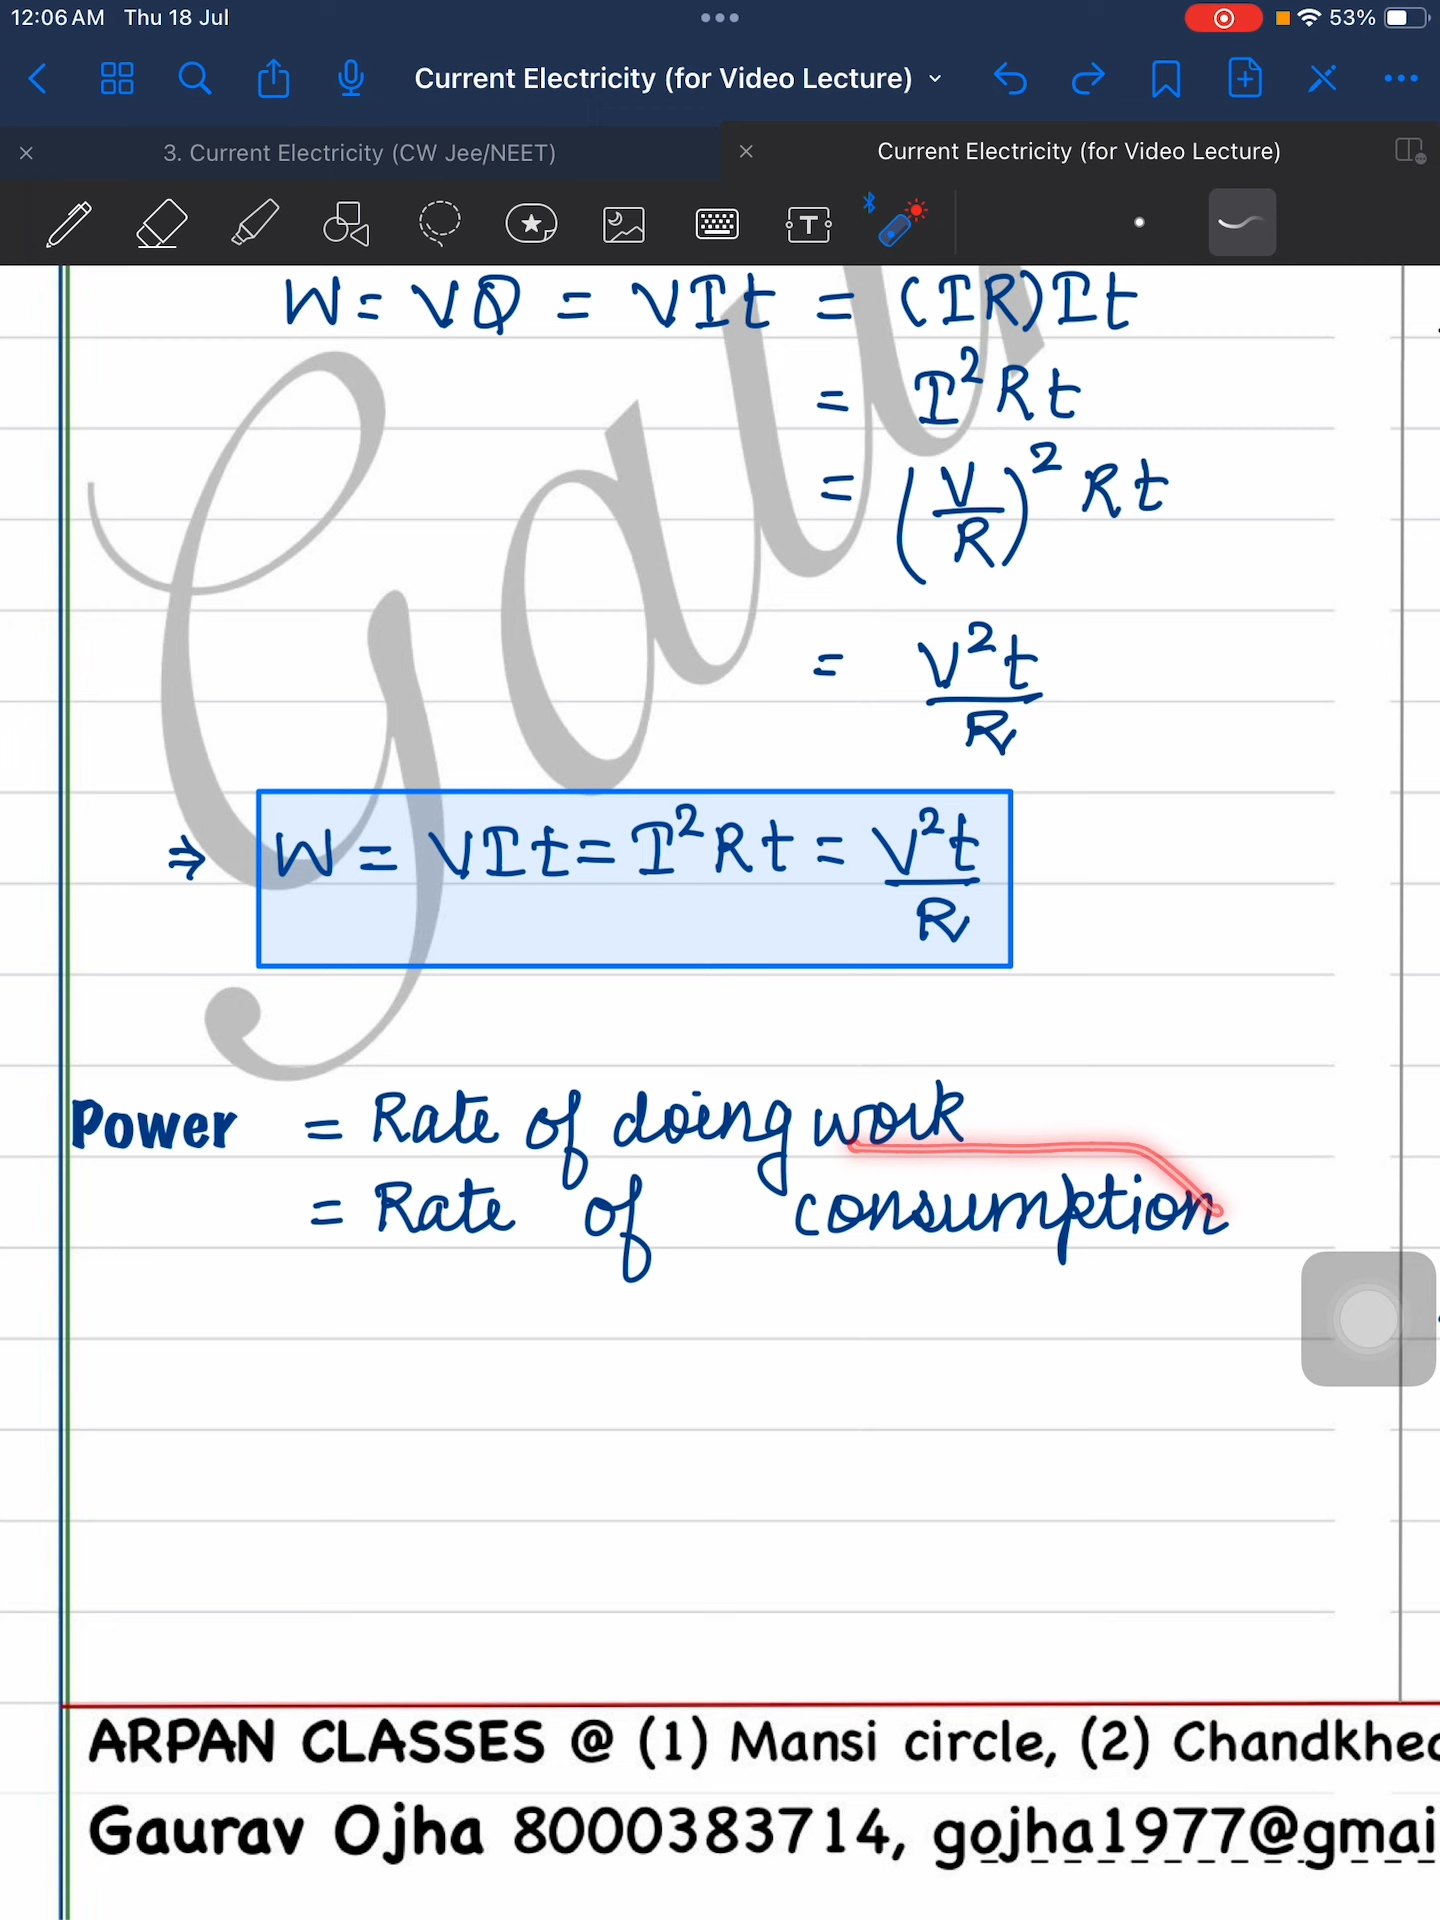 12:06 AM Thu 18 Jul
53%
Current Electricity (for Video Lecture)
3. Current Electricity (CW Jee/NEET)
Current Electricity (for Video Lecture)
T
W = VQ = VIt = (IR)It
= I²Rt
= (V/R)² Rt
= V²t/R
⇒ W = VIt = I²Rt = V²t/R
Power = Rate of doing work
= Rate of consumption
ARPAN CLASSES @ (1) Mansi circle, (2) Chandkhed
Gaurav Ojha 8000383714, gojha1977@gmai